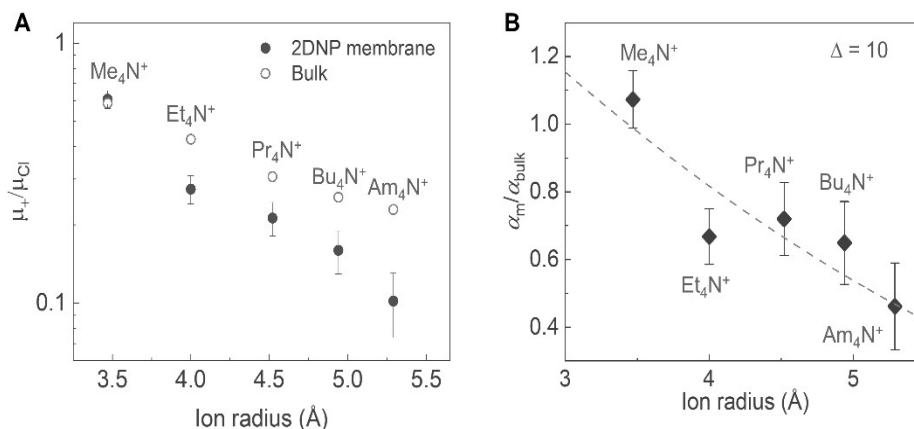 A
1
0.1
μ₊/μCl
2DNP membrane
Bulk
Me₄N⁺
Et₄N⁺
Pr₄N⁺
Bu₄N⁺
Am₄N⁺
3.5 4.0 4.5 5.0 5.5
Ion radius (Å)
B
Δ = 10
1.2
1.0
0.8
0.6
0.4
αm/αbulk
Me₄N⁺
Pr₄N⁺
Bu₄N⁺
Et₄N⁺
Am₄N⁺
3 4 5
Ion radius (Å)